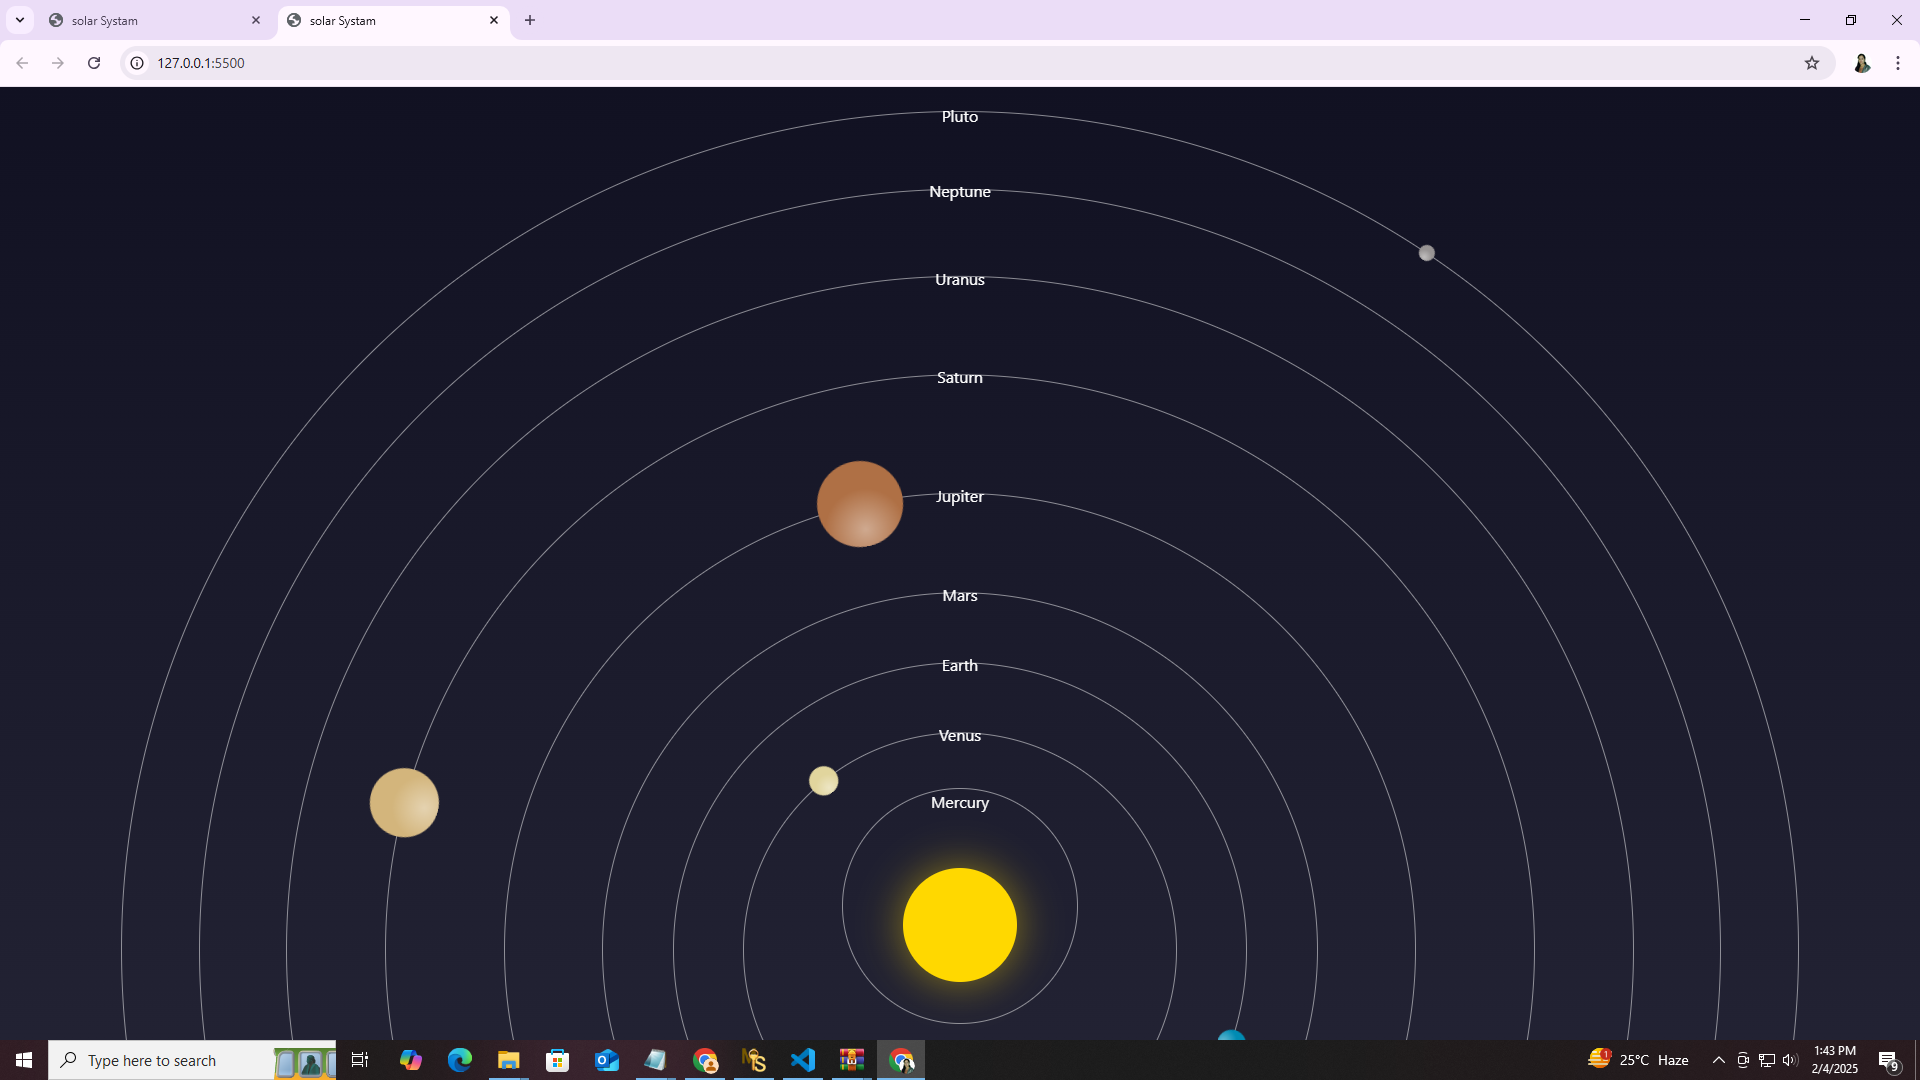 solar Systam
solar Systam
127.0.0.1:5500
Pluto
Neptune
Uranus
Saturn
Jupiter
Mars
Earth
Venus
Mercury
Type here to search
1
25°C Haze
1:43 PM
2/4/2025
9